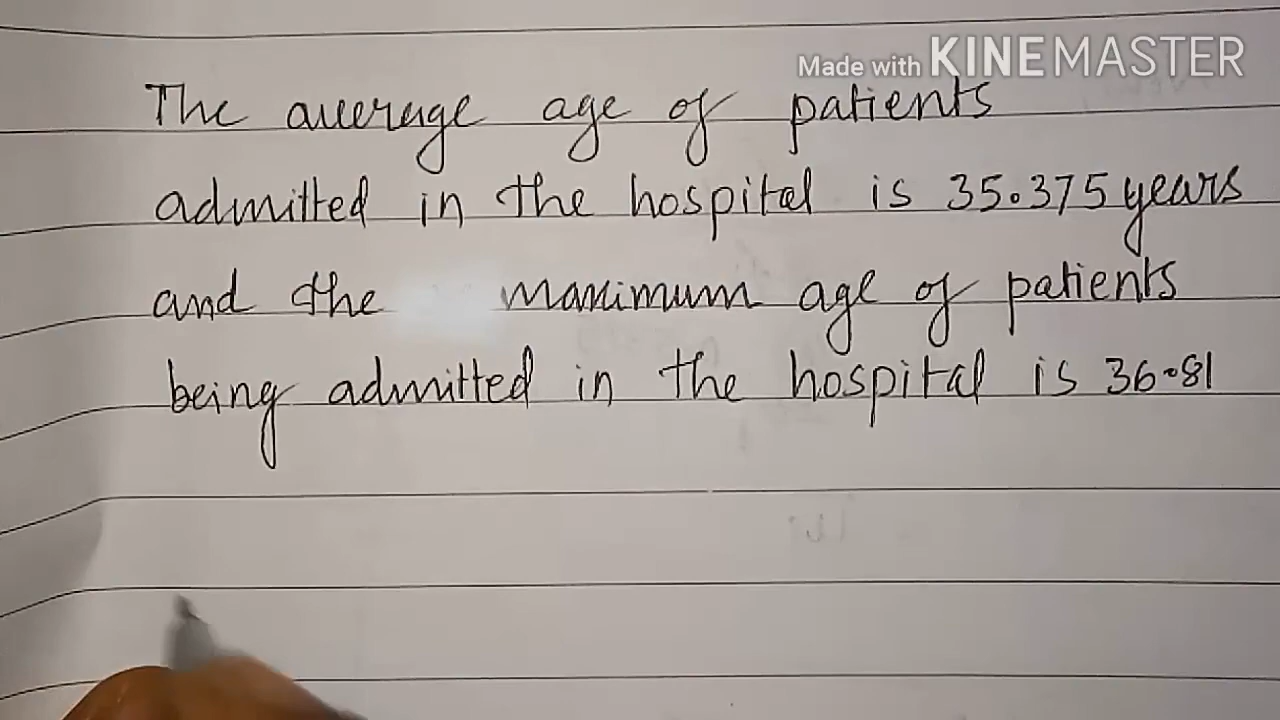 Made with KINEMASTER
The average age of patients
admitted in the hospital is 35.375 years
and the maximum age of patients
being admitted in the hospital is 36.81